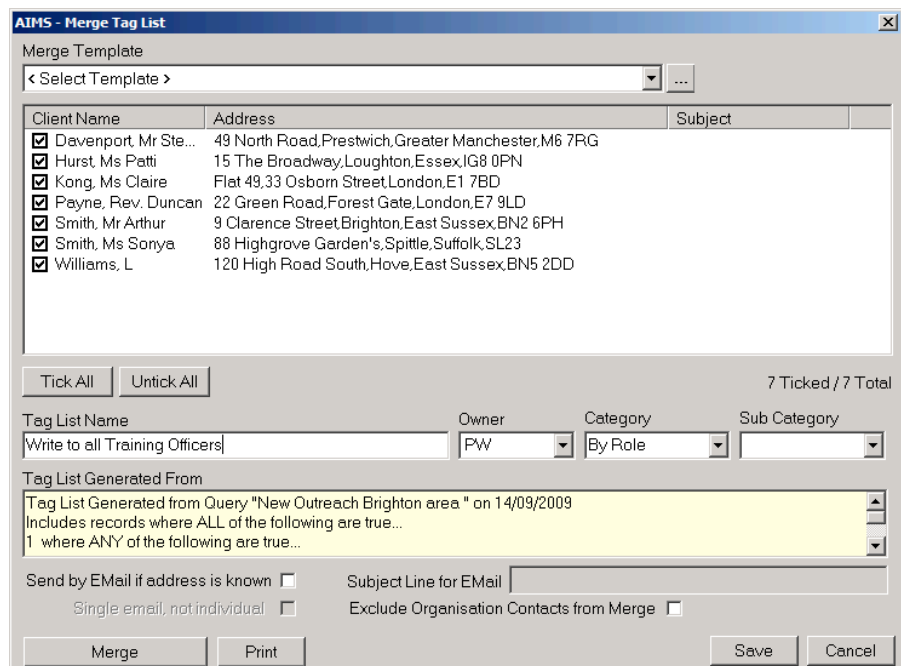 AIMS - Merge Tag List
Merge Template
< Select Template >
...
Client Name Address Subject
Davenport, Mr Ste... 49 North Road,Prestwich,Greater Manchester,M6 7RG
Hurst, Ms Patti 15 The Broadway,Loughton,Essex,IG8 0PN
Kong, Ms Claire Flat 49,33 Osborn Street,London,E1 7BD
Payne, Rev. Duncan 22 Green Road,Forest Gate,London,E7 9LD
Smith, Mr Arthur 9 Clarence Street,Brighton,East Sussex,BN2 6PH
Smith, Ms Sonya 88 Highgrove Garden's,Spittle,Suffolk,SL23
Williams, L 120 High Road South,Hove,East Sussex,BN5 2DD
Tick All Untick All 7 Ticked / 7 Total
Tag List Name Owner Category Sub Category
Write to all Training Officers PW By Role
Tag List Generated From
Tag List Generated from Query "New Outreach Brighton area " on 14/09/2009
Includes records where ALL of the following are true...
1 where ANY of the following are true...
Send by EMail if address is known Subject Line for EMail
Single email, not individual Exclude Organisation Contacts from Merge
Merge Print Save Cancel